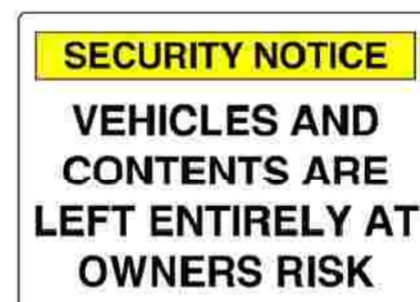 SECURITY NOTICE
VEHICLES AND
CONTENTS ARE
LEFT ENTIRELY AT
OWNERS RISK